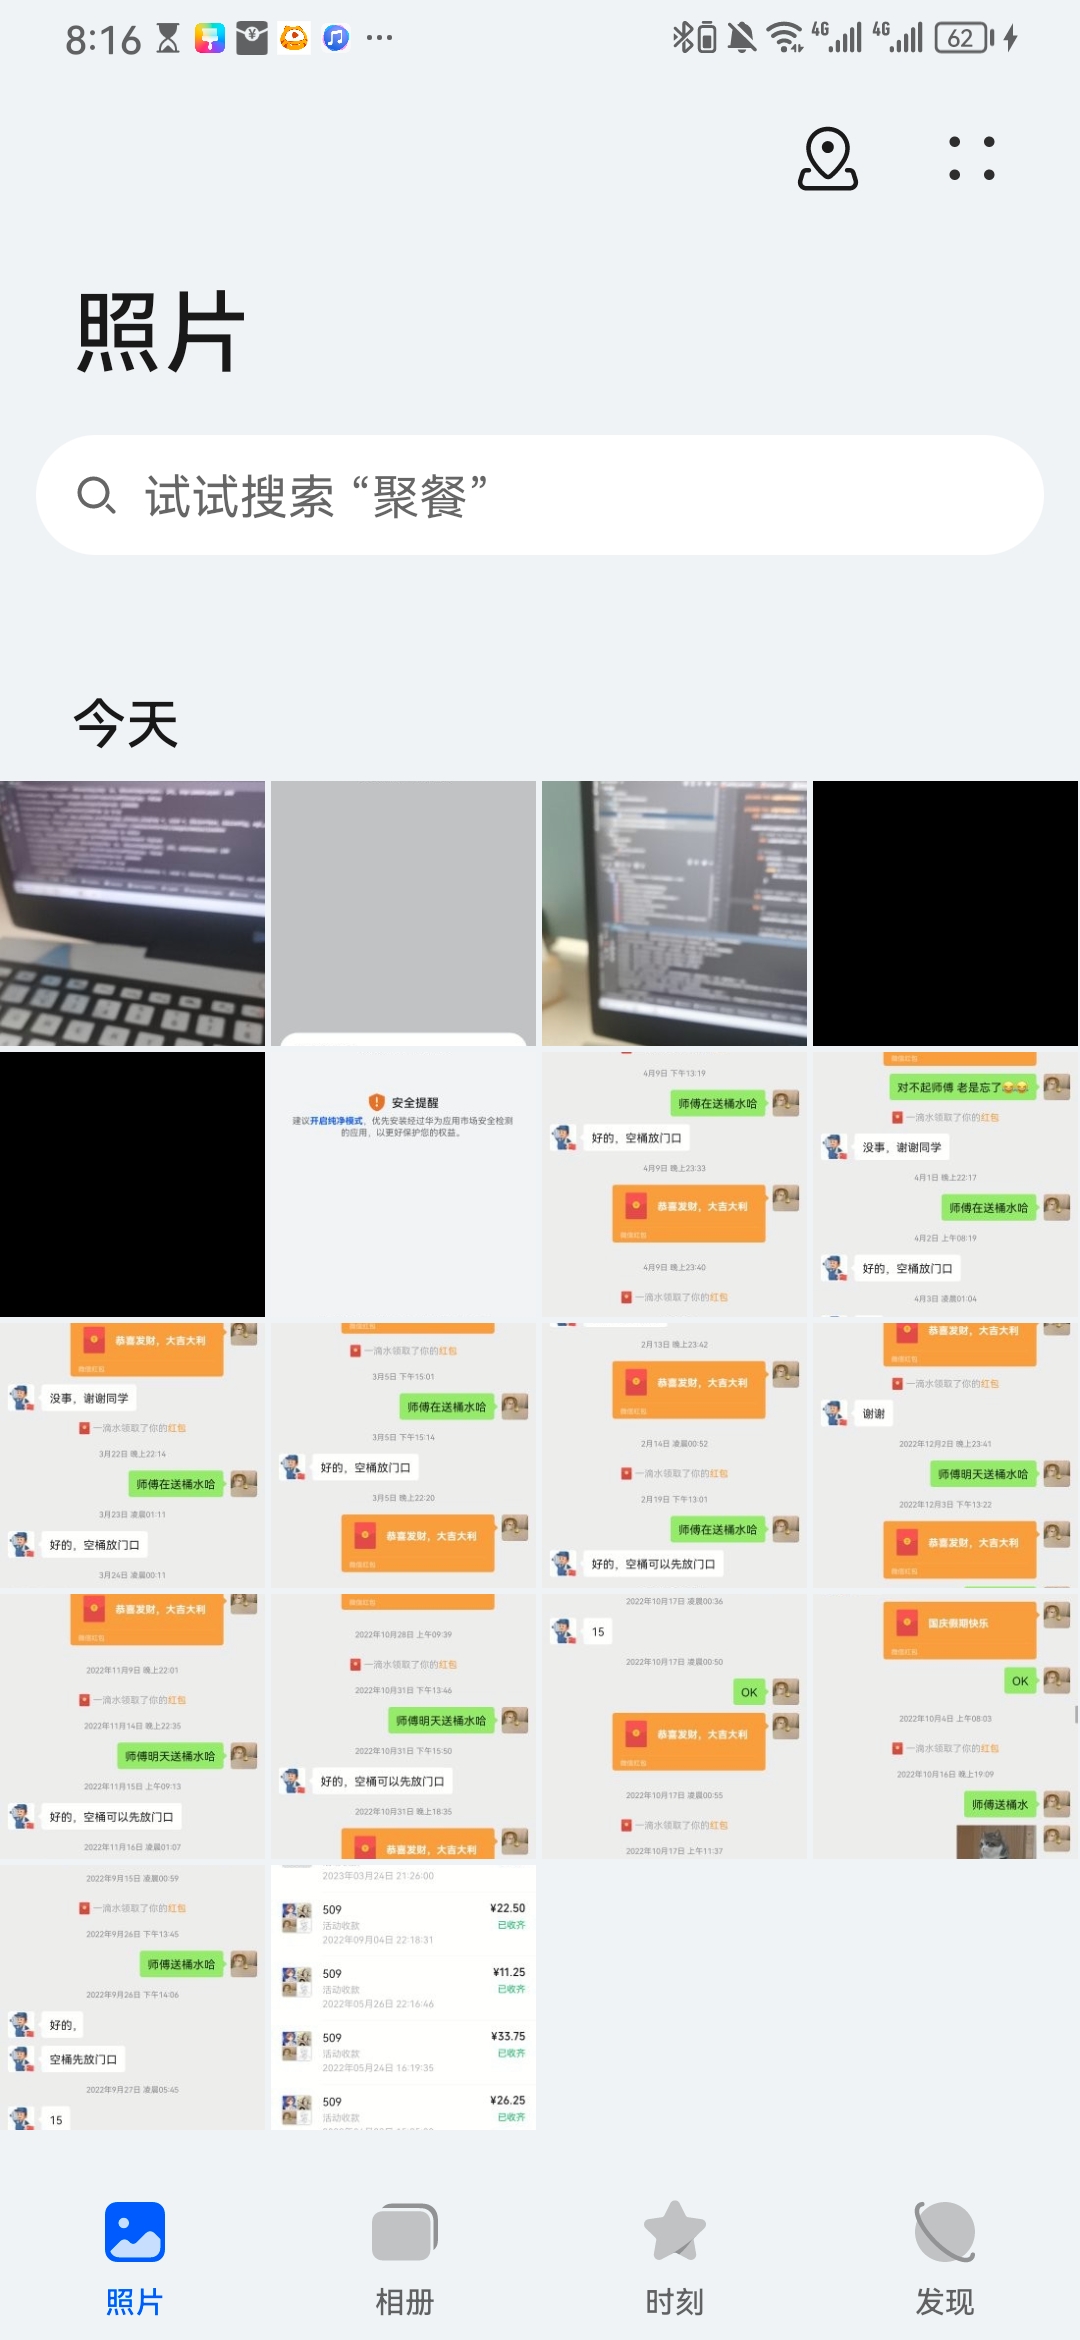 8:16
4G
4G
62
照片
试试搜索 “聚餐”
今天
安全提醒
建议开启纯净模式，优先安装经过华为应用市场安全检测
的应用，以更好保护您的权益。
4月9日 下午13:19
师傅在送桶水哈
好的，空桶放门口
4月9日 晚上23:33
恭喜发财，大吉大利
微信红包
4月9日 晚上23:40
一滴水领取了你的红包
微信红包
对不起师傅 老是忘了😂😂
一滴水领取了你的红包
没事，谢谢同学
4月1日 晚上22:17
师傅在送桶水哈
4月2日 上午08:19
好的，空桶放门口
4月3日 凌晨01:04
恭喜发财，大吉大利
微信红包
没事，谢谢同学
一滴水领取了你的红包
3月22日 晚上22:14
师傅在送桶水哈
3月23日 凌晨01:11
好的，空桶放门口
3月24日 凌晨00:11
微信红包
一滴水领取了你的红包
3月5日 下午15:01
师傅在送桶水哈
3月5日 下午15:14
好的，空桶放门口
3月5日 晚上22:20
恭喜发财，大吉大利
微信红包
2月13日 晚上23:42
恭喜发财，大吉大利
微信红包
2月14日 凌晨00:52
一滴水领取了你的红包
2月19日 下午13:01
师傅在送桶水哈
好的，空桶可以先放门口
恭喜发财，大吉大利
微信红包
一滴水领取了你的红包
谢谢
2022年12月2日 晚上23:41
师傅明天送桶水哈
2022年12月3日 下午13:22
恭喜发财，大吉大利
微信红包
恭喜发财，大吉大利
微信红包
2022年11月9日 晚上22:01
一滴水领取了你的红包
2022年11月14日 晚上22:35
师傅明天送桶水哈
2022年11月15日 上午09:13
好的，空桶可以先放门口
2022年11月16日 凌晨01:07
2022年10月28日 上午09:39
一滴水领取了你的红包
2022年10月31日 下午13:46
师傅明天送桶水哈
2022年10月31日 下午15:50
好的，空桶可以先放门口
2022年10月31日 晚上18:35
恭喜发财，大吉大利
2022年10月17日 凌晨00:36
15
2022年10月17日 凌晨00:50
OK
恭喜发财，大吉大利
微信红包
2022年10月17日 凌晨00:55
一滴水领取了你的红包
2022年10月17日 上午11:37
国庆假期快乐
微信红包
OK
2022年10月4日 上午08:03
一滴水领取了你的红包
2022年10月16日 晚上19:09
师傅送桶水
2022年9月15日 凌晨00:59
一滴水领取了你的红包
2022年9月26日 下午13:45
师傅送桶水哈
2022年9月26日 下午14:06
好的，
空桶先放门口
2022年9月27日 凌晨05:45
15
2023年03月24日 21:26:00
509 ¥22.50
活动收款 已收齐
2022年09月04日 22:18:31
509 ¥11.25
活动收款 已收齐
2022年05月26日 22:16:46
509 ¥33.75
活动收款 已收齐
2022年05月24日 16:19:35
509 ¥26.25
活动收款 已收齐
照片
相册
时刻
发现